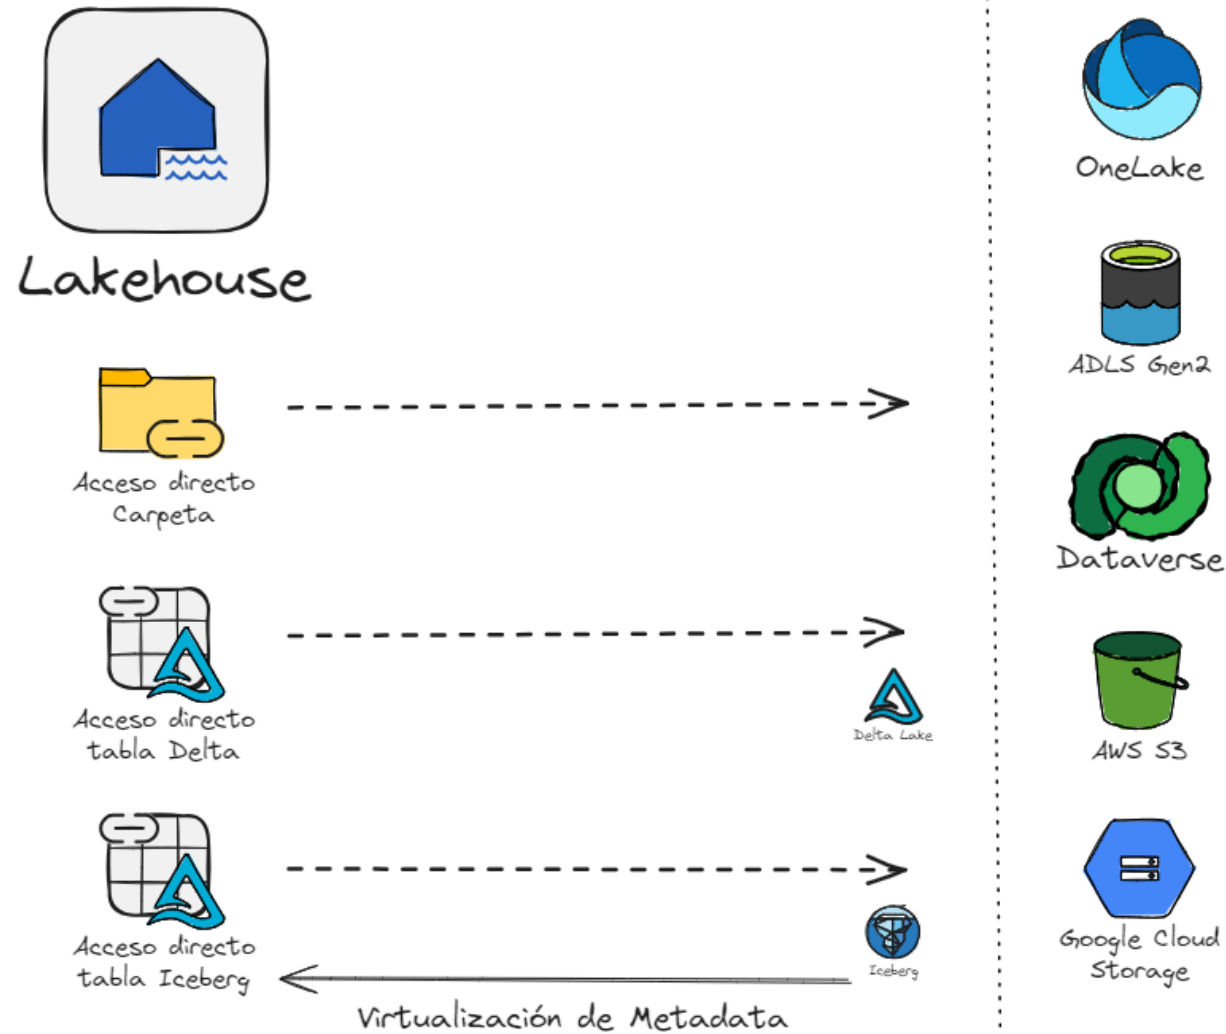 Lakehouse
Acceso directo
Carpeta
Acceso directo
tabla Delta
Delta Lake
Acceso directo
tabla Iceberg
Iceberg
Virtualización de Metadata
OneLake
ADLS Gen2
Dataverse
AWS S3
Google Cloud
Storage